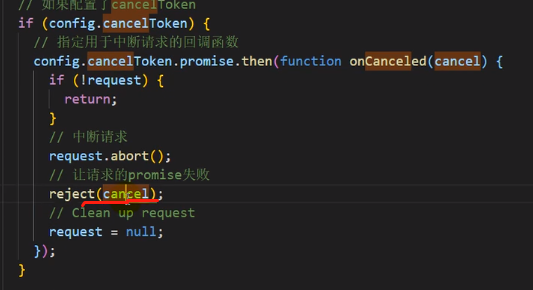 // 如果配置了cancelToken
if (config.cancelToken) {
// 指定用于中断请求的回调函数
config.cancelToken.promise.then(function onCanceled(cancel) {
if (!request) {
return;
}
// 中断请求
request.abort();
// 让请求的promise失败
reject(cancel);
// Clean up request
request = null;
});
}